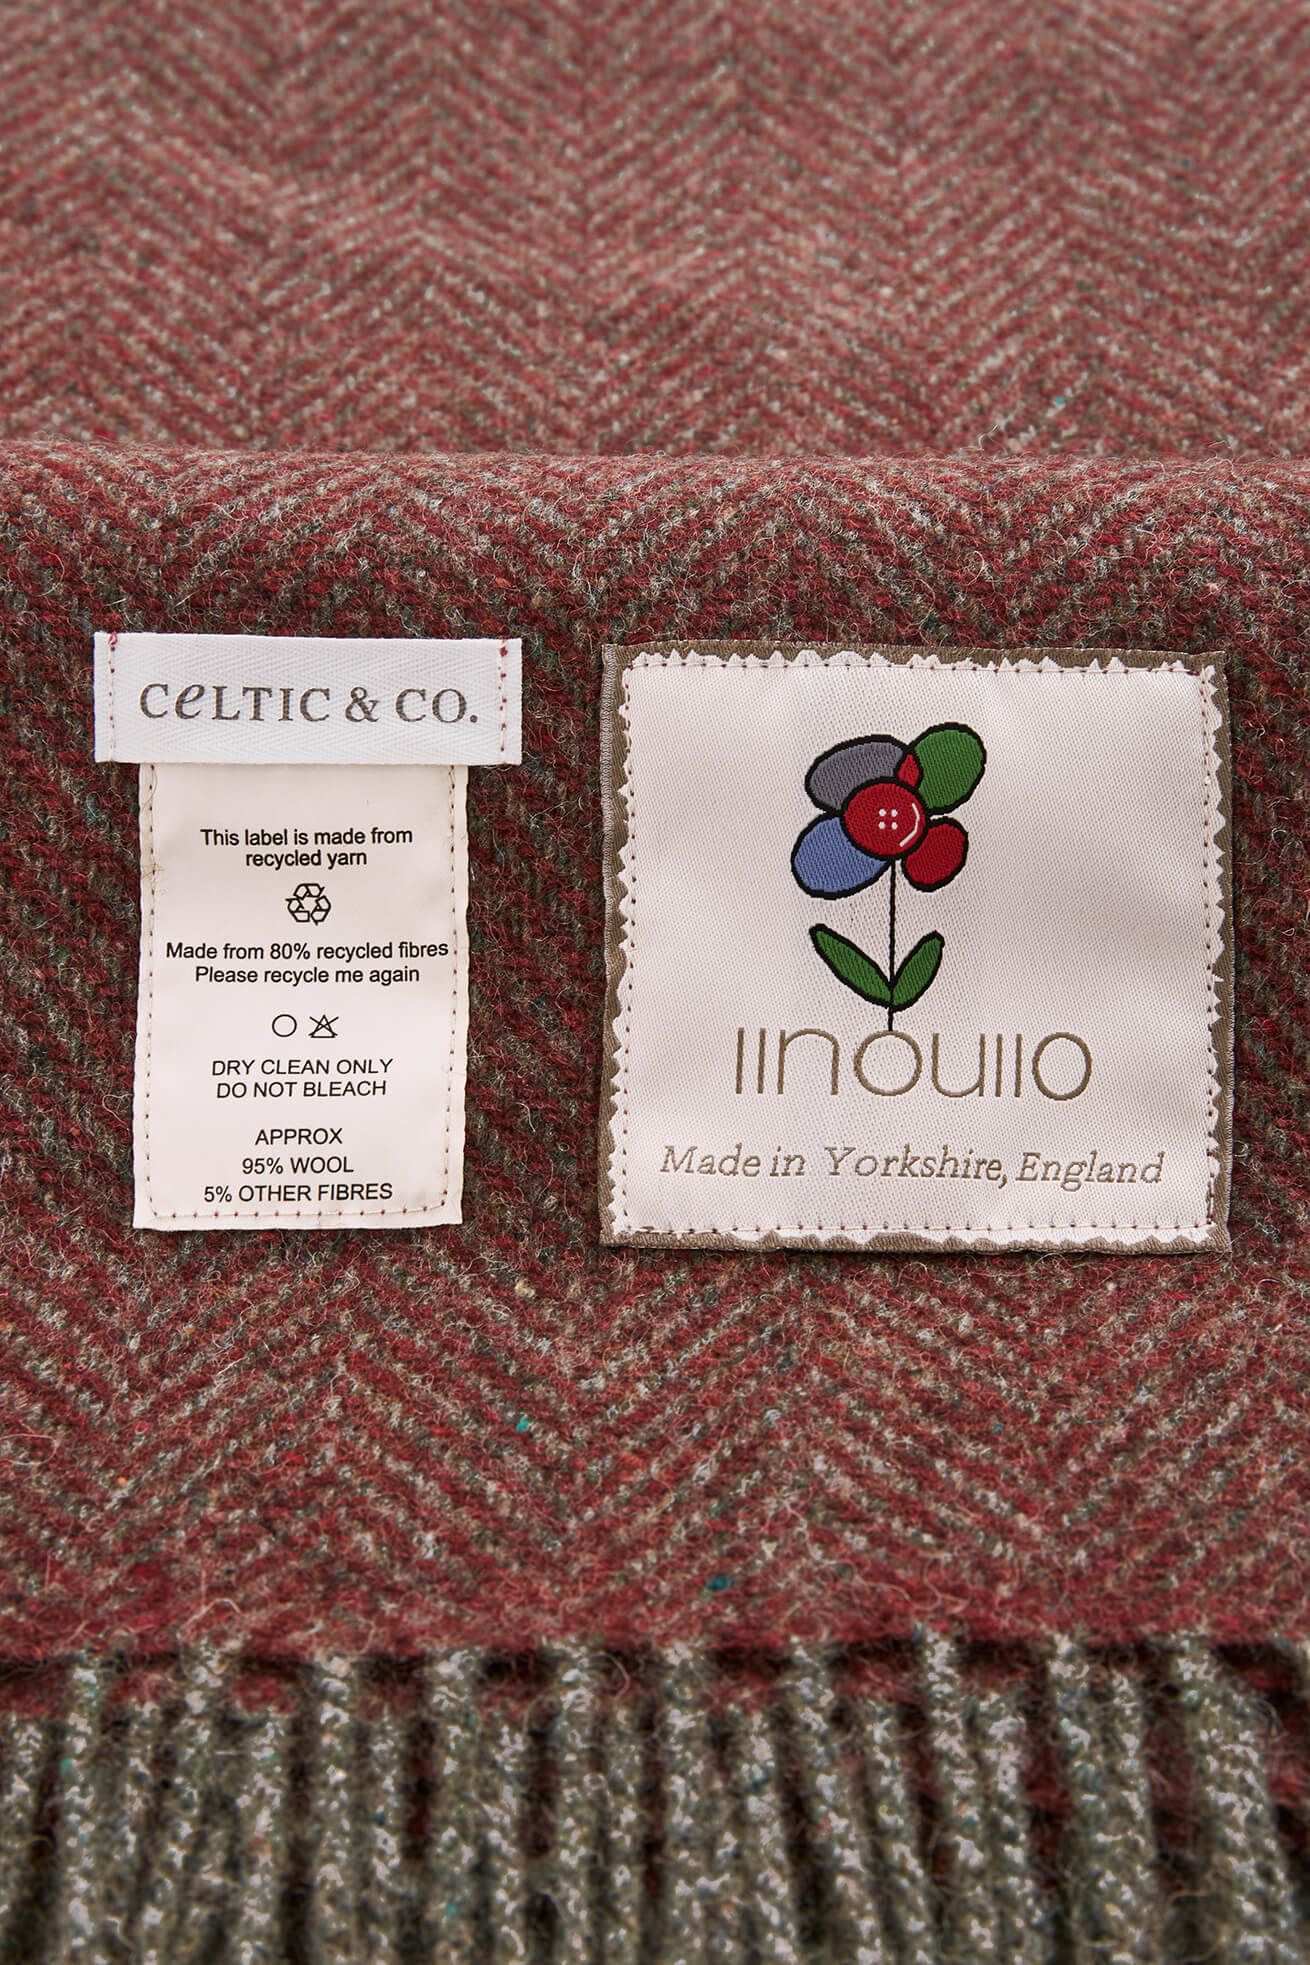 CeLTIC & CO.
This label is made from
recycled yarn
Made from 80% recycled fibres
Please recycle me again
DRY CLEAN ONLY
DO NOT BLEACH
APPROX
95% WOOL
5% OTHER FIBRES
IINOUIIO
Made in Yorkshire, England